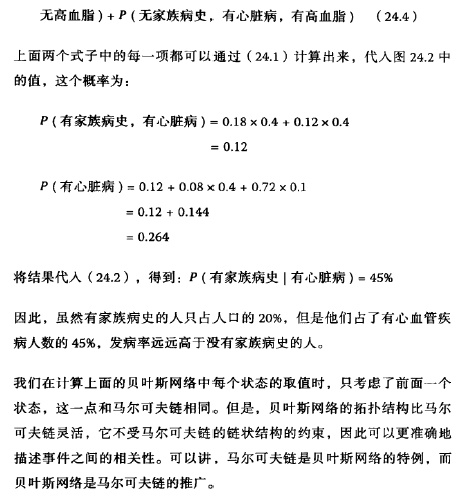 无高血脂)+ P(无家族病史，有心脏病，有高血脂) (24.4)
上面两个式子中的每一项都可以通过(24.1)计算出来，代入图24.2 中
的值，这个概率为：
P(有家族病史，有心脏病) = 0.18 × 0.4 + 0.12 × 0.4
= 0.12
P(有心脏病) = 0.12 + 0.08 × 0.4 + 0.72 × 0.1
= 0.12 + 0.144
= 0.264
将结果代入(24.2)，得到：P(有家族病史 | 有心脏病) = 45%
因此，虽然有家族病史的人只占人口的 20%，但是他们占了有心血管疾
病人数的 45%，发病率远远高于没有家族病史的人。
我们在计算上面的贝叶斯网络中每个状态的取值时，只考虑了前面一个
状态，这一点和马尔可夫链相同。但是，贝叶斯网络的拓扑结构比马尔
可夫链灵活，它不受马尔可夫链的链状结构的约束，因此可以更准确地
描述事件之间的相关性。可以讲，马尔可夫链是贝叶斯网络的特例，而
贝叶斯网络是马尔可夫链的推广。